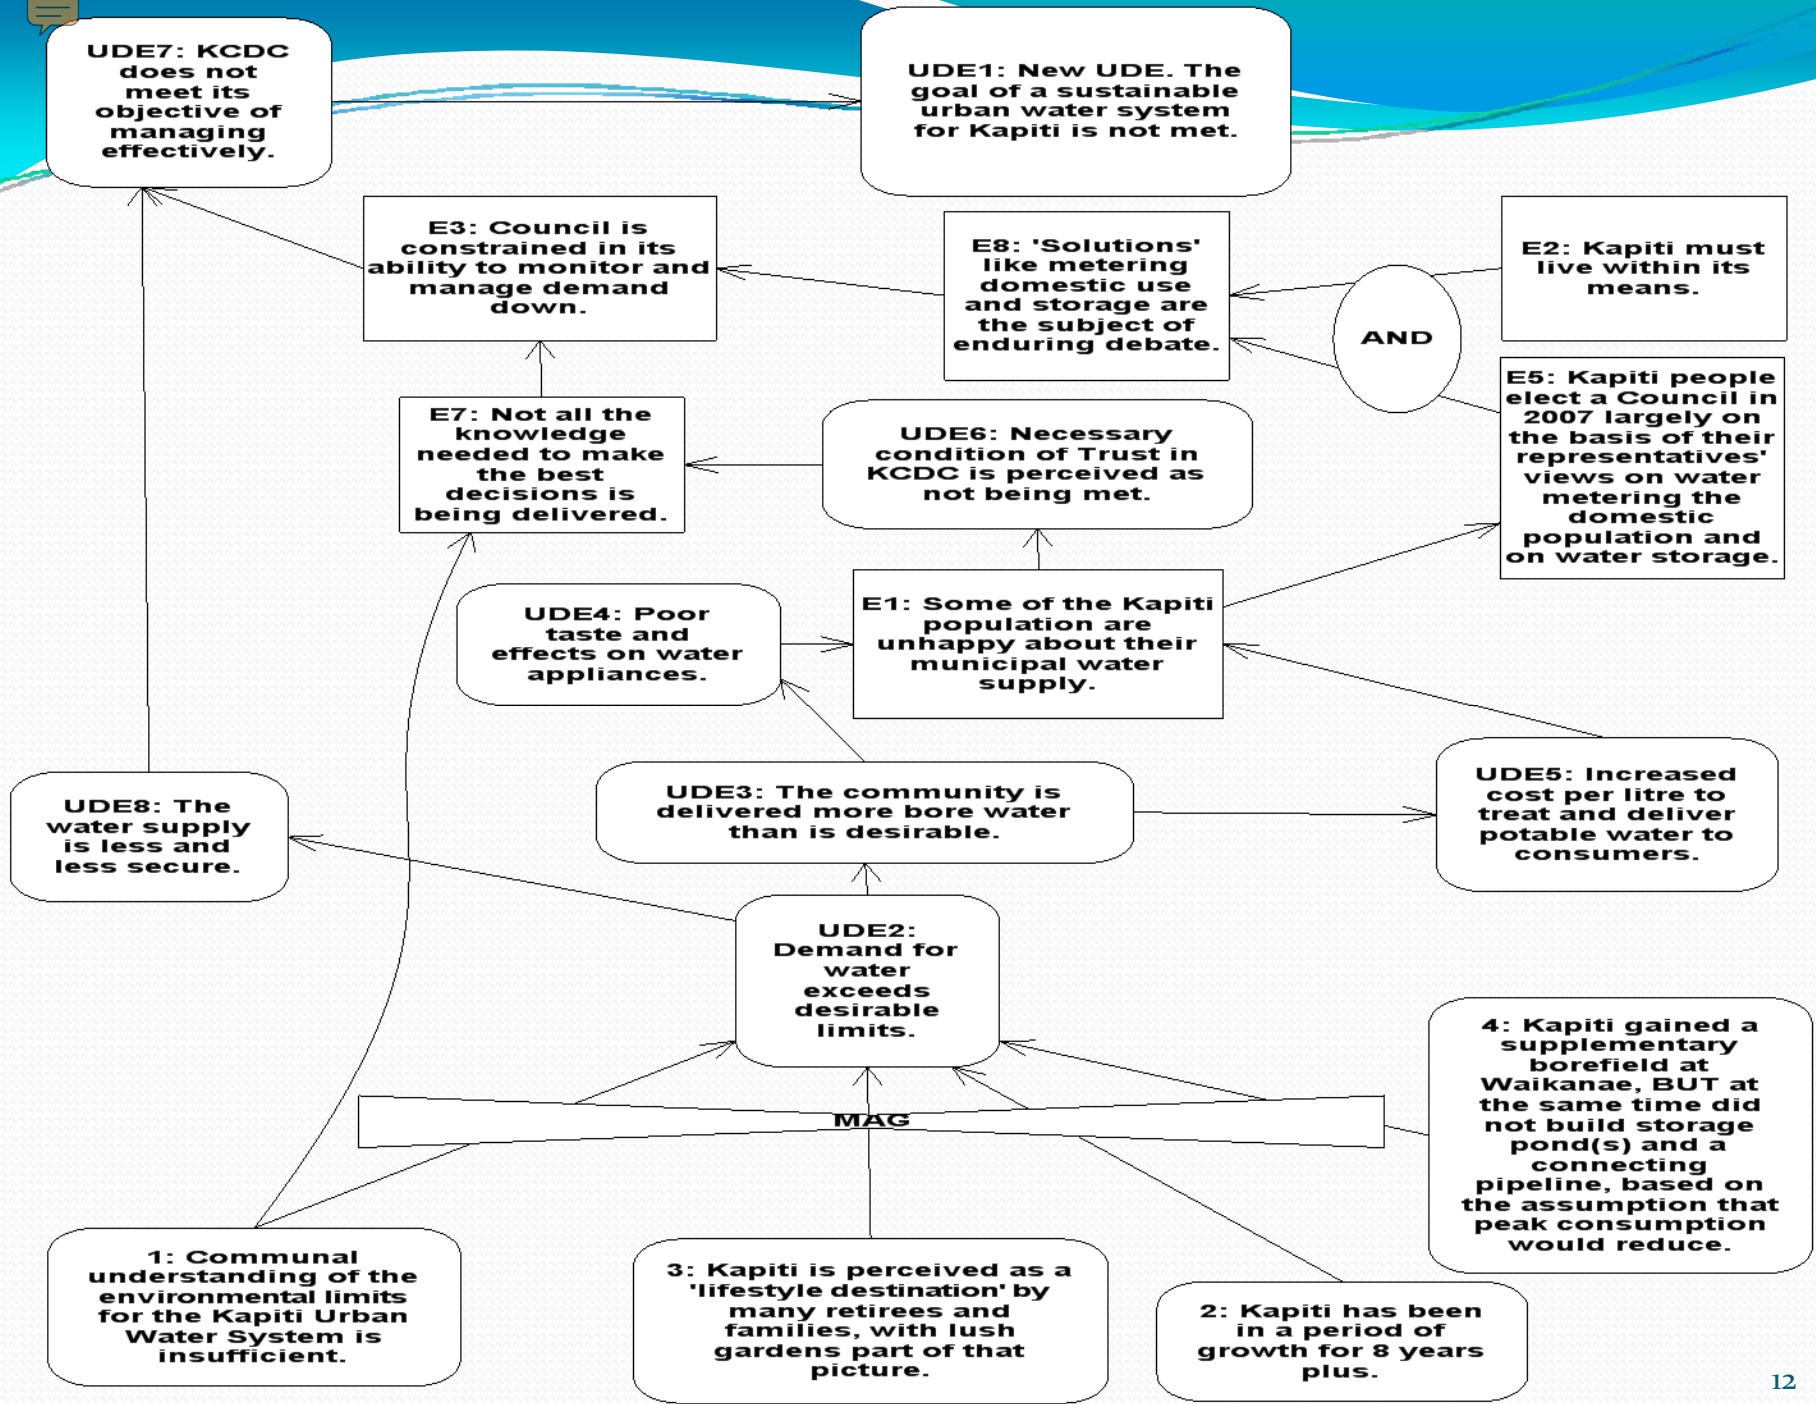 UDE7: KCDC
does not
meet its
objective of
managing
effectively.
UDE1: New UDE. The
goal of a sustainable
urban water system
for Kapiti is not met.
E3: Council is
constrained in its
ability to monitor and
manage demand
down.
E8: 'Solutions'
like metering
domestic use
and storage are
the subject of
enduring debate.
AND
E2: Kapiti must
live within its
means.
E5: Kapiti people
elect a Council in
2007 largely on
the basis of their
representatives'
views on water
metering the
domestic
population and
on water storage.
E7: Not all the
knowledge
needed to make
the best
decisions is
being delivered.
UDE6: Necessary
condition of Trust in
KCDC is perceived as
not being met.
UDE4: Poor
taste and
effects on water
appliances.
E1: Some of the Kapiti
population are
unhappy about their
municipal water
supply.
UDE8: The
water supply
is less and
less secure.
UDE3: The community is
delivered more bore water
than is desirable.
UDE5: Increased
cost per litre to
treat and deliver
potable water to
consumers.
UDE2:
Demand for
water
exceeds
desirable
limits.
MAG
4: Kapiti gained a
supplementary
borefield at
Waikanae, BUT at
the same time did
not build storage
pond(s) and a
connecting
pipeline, based on
the assumption that
peak consumption
would reduce.
1: Communal
understanding of the
environmental limits
for the Kapiti Urban
Water System is
insufficient.
3: Kapiti is perceived as a
'lifestyle destination' by
many retirees and
families, with lush
gardens part of that
picture.
2: Kapiti has been
in a period of
growth for 8 years
plus.
12